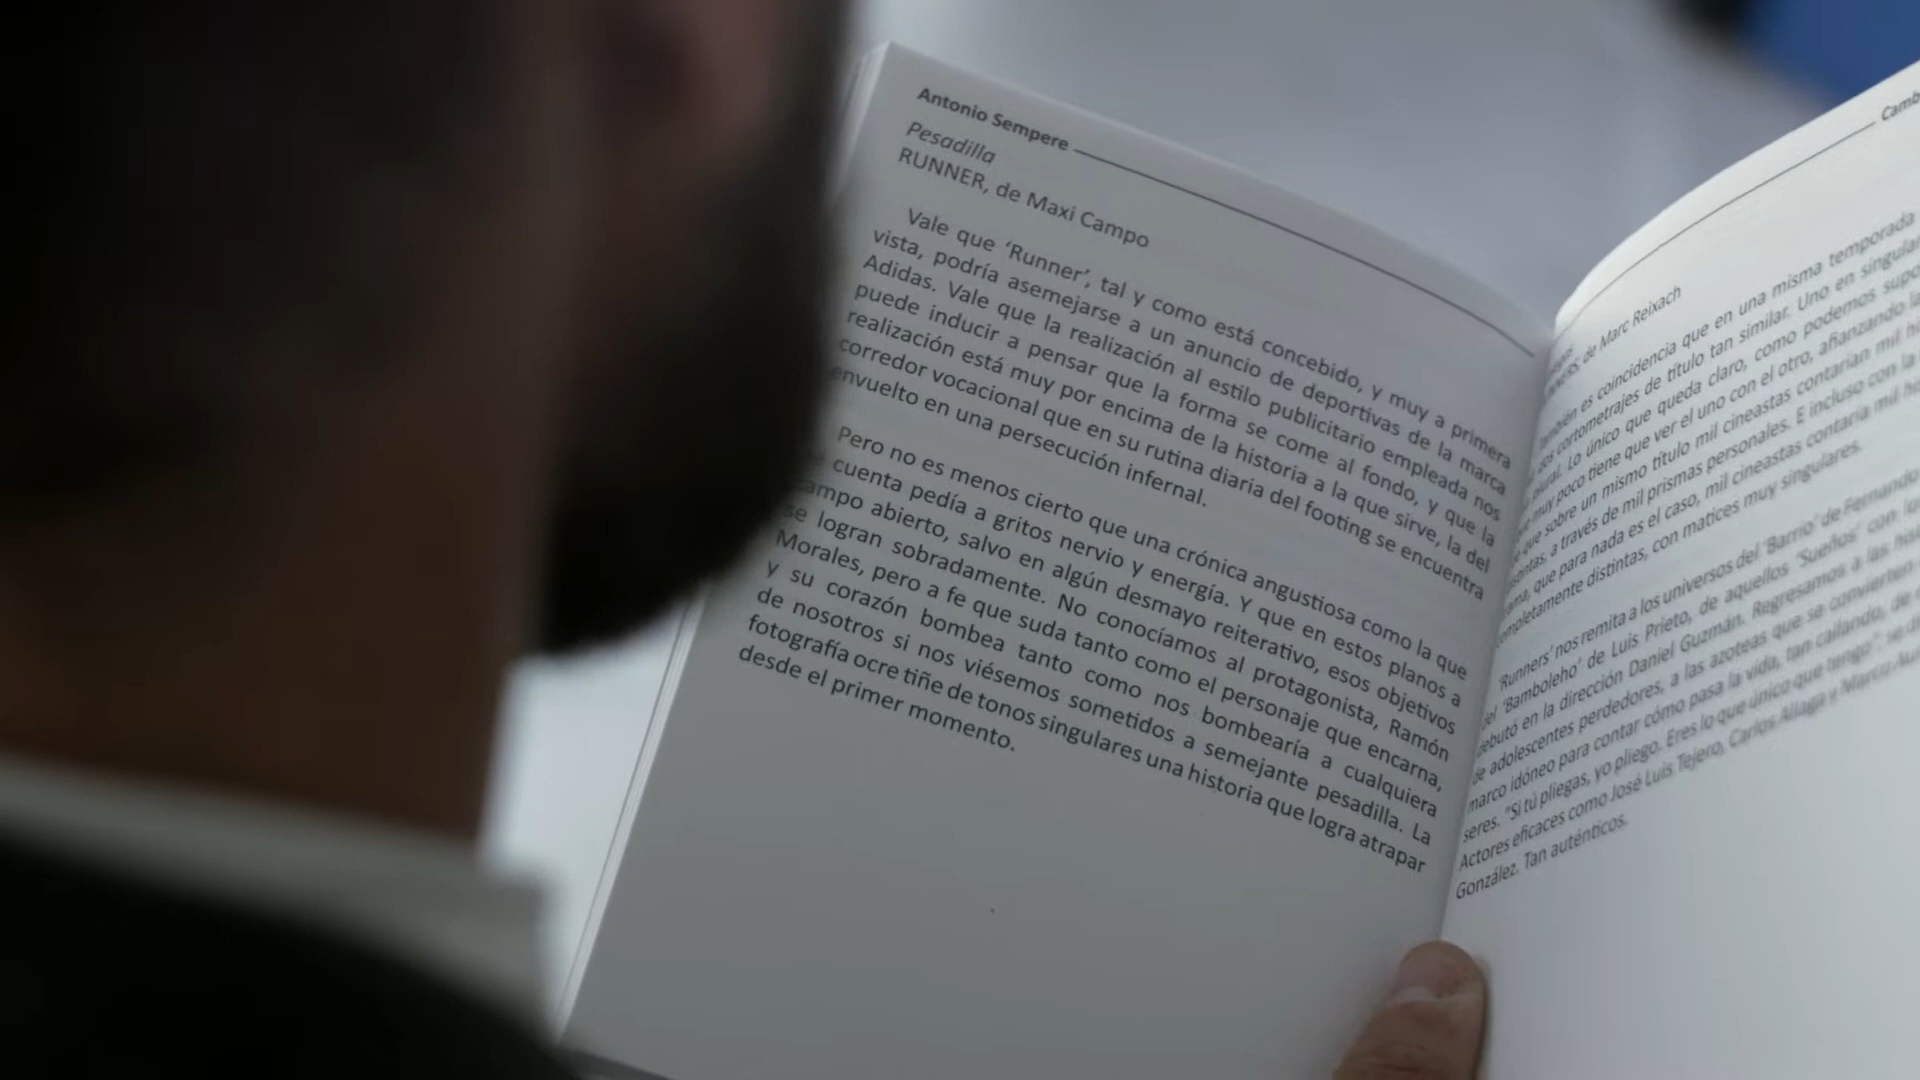 Antonio Sempere
Pesadilla
RUNNER, de Maxi Campo
Vale que ‘Runner’, tal y como está concebido, y muy a primera
vista, podría asemejarse a un anuncio de deportivas de la marca
Adidas. Vale que la realización al estilo publicitario empleada nos
puede inducir a pensar que la forma se come al fondo, y que la
realización está muy por encima de la historia a la que sirve, la del
corredor vocacional que en su rutina diaria del footing se encuentra
envuelto en una persecución infernal.
Pero no es menos cierto que una crónica angustiosa como la que
cuenta pedía a gritos nervio y energía. Y que en estos planos a
campo abierto, salvo en algún desmayo reiterativo, esos objetivos
se logran sobradamente. No conocíamos al protagonista, Ramón
Morales, pero a fe que suda tanto como el personaje que encarna,
y su corazón bombea tanto como nos bombearía a cualquiera
de nosotros si nos viésemos sometidos a semejante pesadilla. La
fotografía ocre tiñe de tonos singulares una historia que logra atrapar
desde el primer momento.
de Marc Reixach
es coincidencia que en una misma temporada
dos cortometrajes de título tan similar. Uno en
plural. Lo único que queda claro, como podemos
muy poco tiene que ver el uno con el otro, afianzando
que sobre un mismo título mil cineastas contarían mil
a través de mil prismas personales. E incluso con la
que para nada es el caso, mil cineastas contaría mil
completamente distintas, con matices muy singulares.
‘Runners’ nos remita a los universos del ‘Barrio’ de Fernando
del ‘Bamboleho’ de Luis Prieto, de aquellos ‘Sueños’ con
debutó en la dirección Daniel Guzmán. Regresamos a las
de adolescentes perdedores, a las azoteas que se convierten
marco idóneo para contar cómo pasa la vida, tan callando, de
seres. “Si tú pliegas, yo pliego. Eres lo que único que tengo”, se
Actores eficaces como José Luis Tejero, Carlos Aliaga y Marco
González. Tan auténticos.